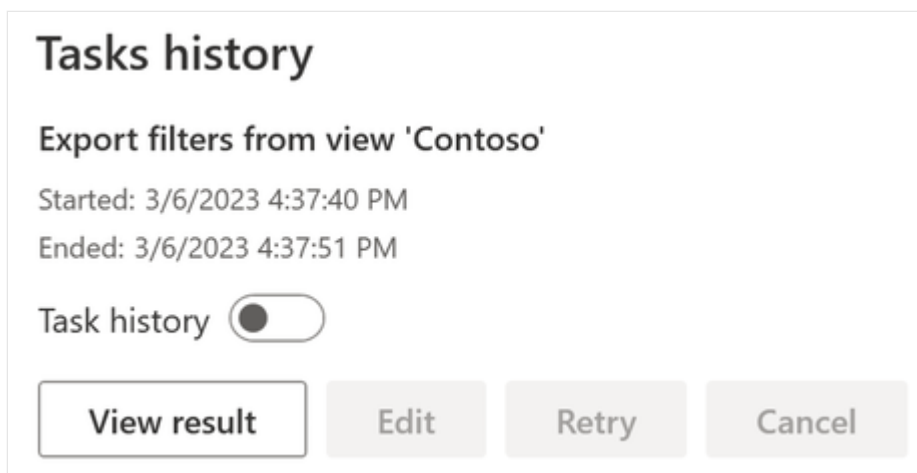 Tasks history
Export filters from view 'Contoso'
Started: 3/6/2023 4:37:40 PM
Ended: 3/6/2023 4:37:51 PM
Task history
View result Edit Retry Cancel